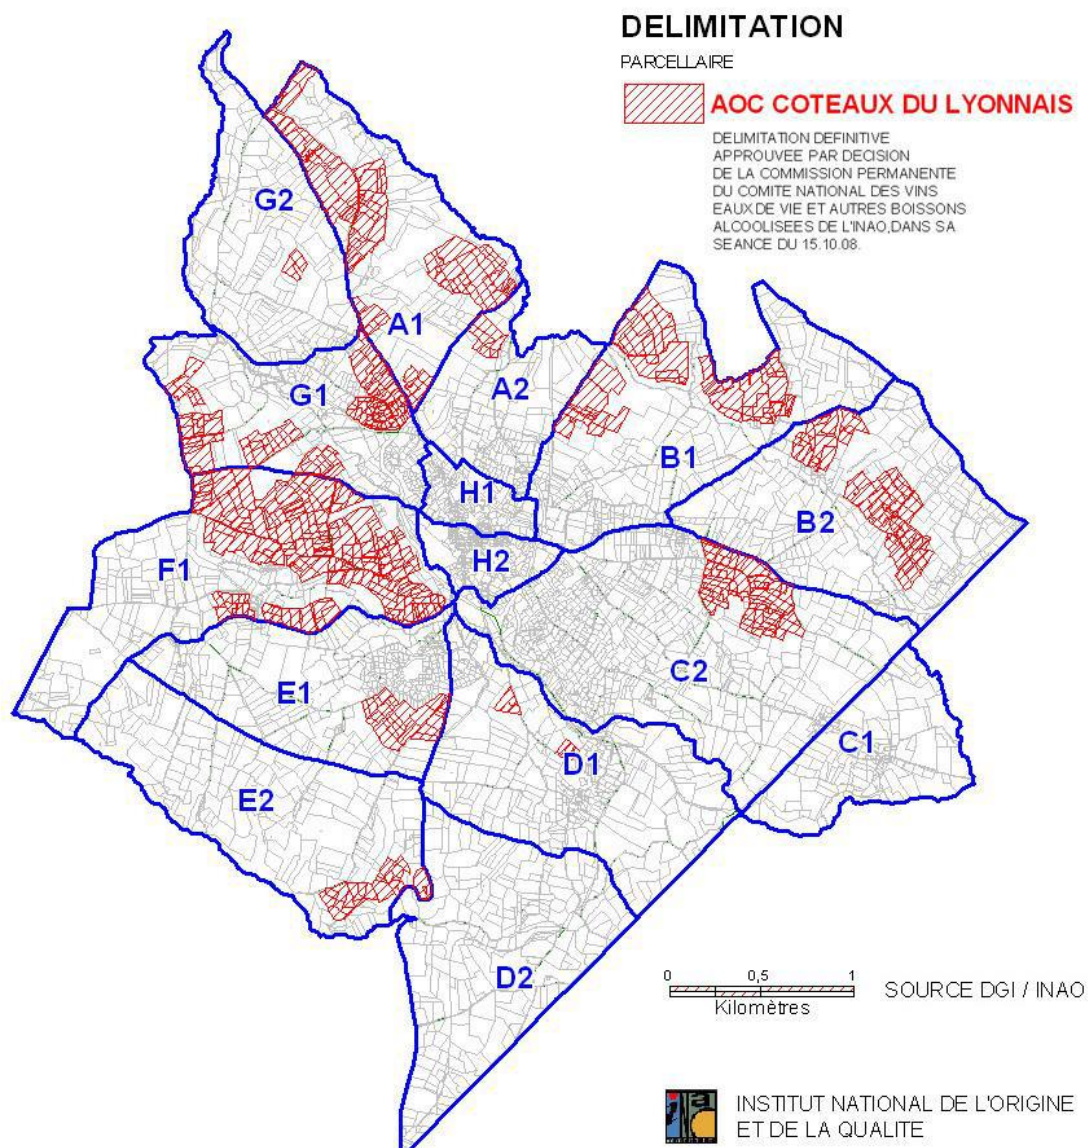 DELIMITATION
PARCELLAIRE
AOC COTEAUX DU LYONNAIS
DELIMITATION DEFINITIVE
APPROUVEE PAR DECISION
DE LA COMMISSION PERMANENTE
DU COMITE NATIONAL DES VINS
EAUX DE VIE ET AUTRES BOISSONS
ALCOOLISEES DE L'INAO,DANS SA
SEANCE DU 15.10.08.
G2
A1
A2
G1
B1
H1
B2
H2
F1
C2
E1
C1
D1
E2
D2
0 0,5 1
Kilomètres
SOURCE DGI / INAO
INSTITUT NATIONAL DE L'ORIGINE
ET DE LA QUALITE